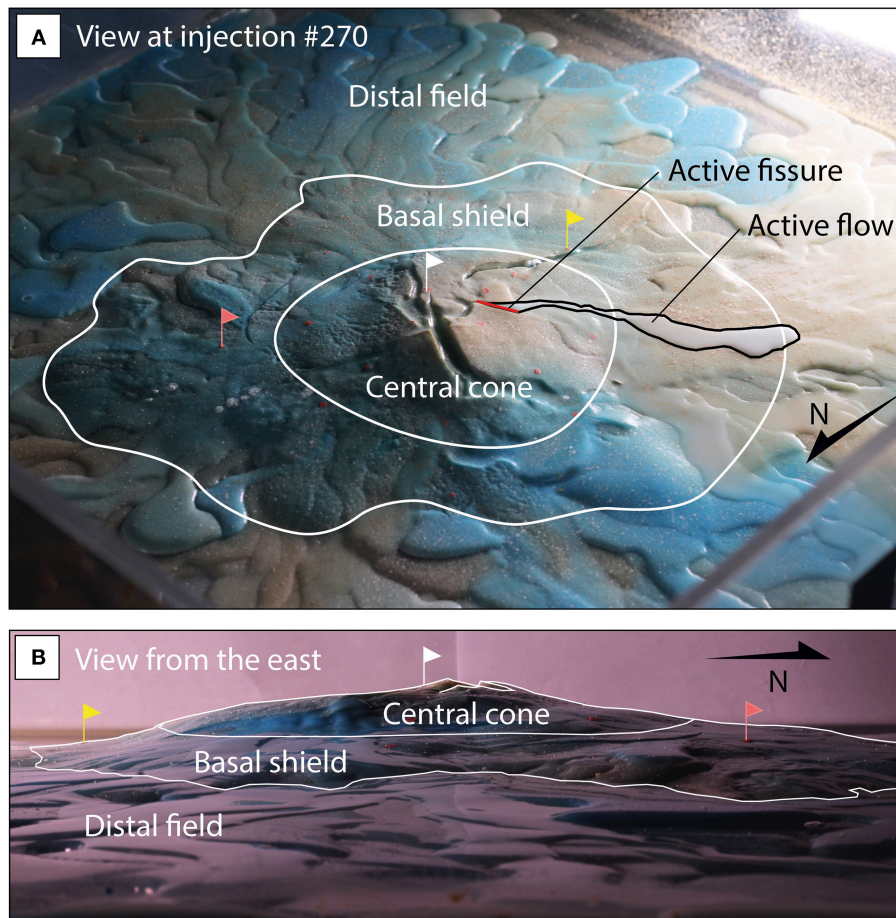 A View at injection #270
Distal field
Active fissure
Basal shield
Active flow
Central cone
N
B View from the east
N
Central cone
Basal shield
Distal field